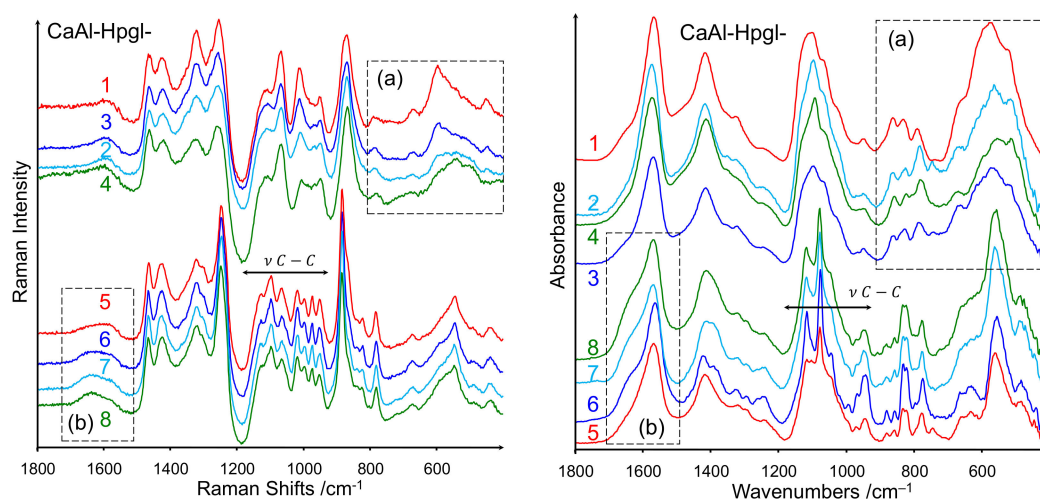 CaAl-Hpgl-
(a)
1
3
2
4
ν C − C
5
6
7
8
(b)
Raman Intensity
1800
1600
1400
1200
1000
800
600
Raman Shifts /cm⁻¹
CaAl-Hpgl-
(a)
1
2
4
3
ν C − C
8
7
6
5
(b)
Absorbance
1800
1600
1400
1200
1000
800
600
Wavenumbers /cm⁻¹